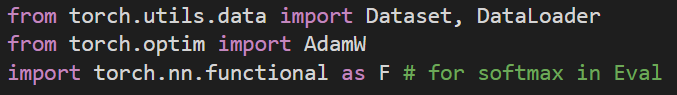 from torch.utils.data import Dataset, DataLoader
from torch.optim import AdamW
import torch.nn.functional as F # for softmax in Eval